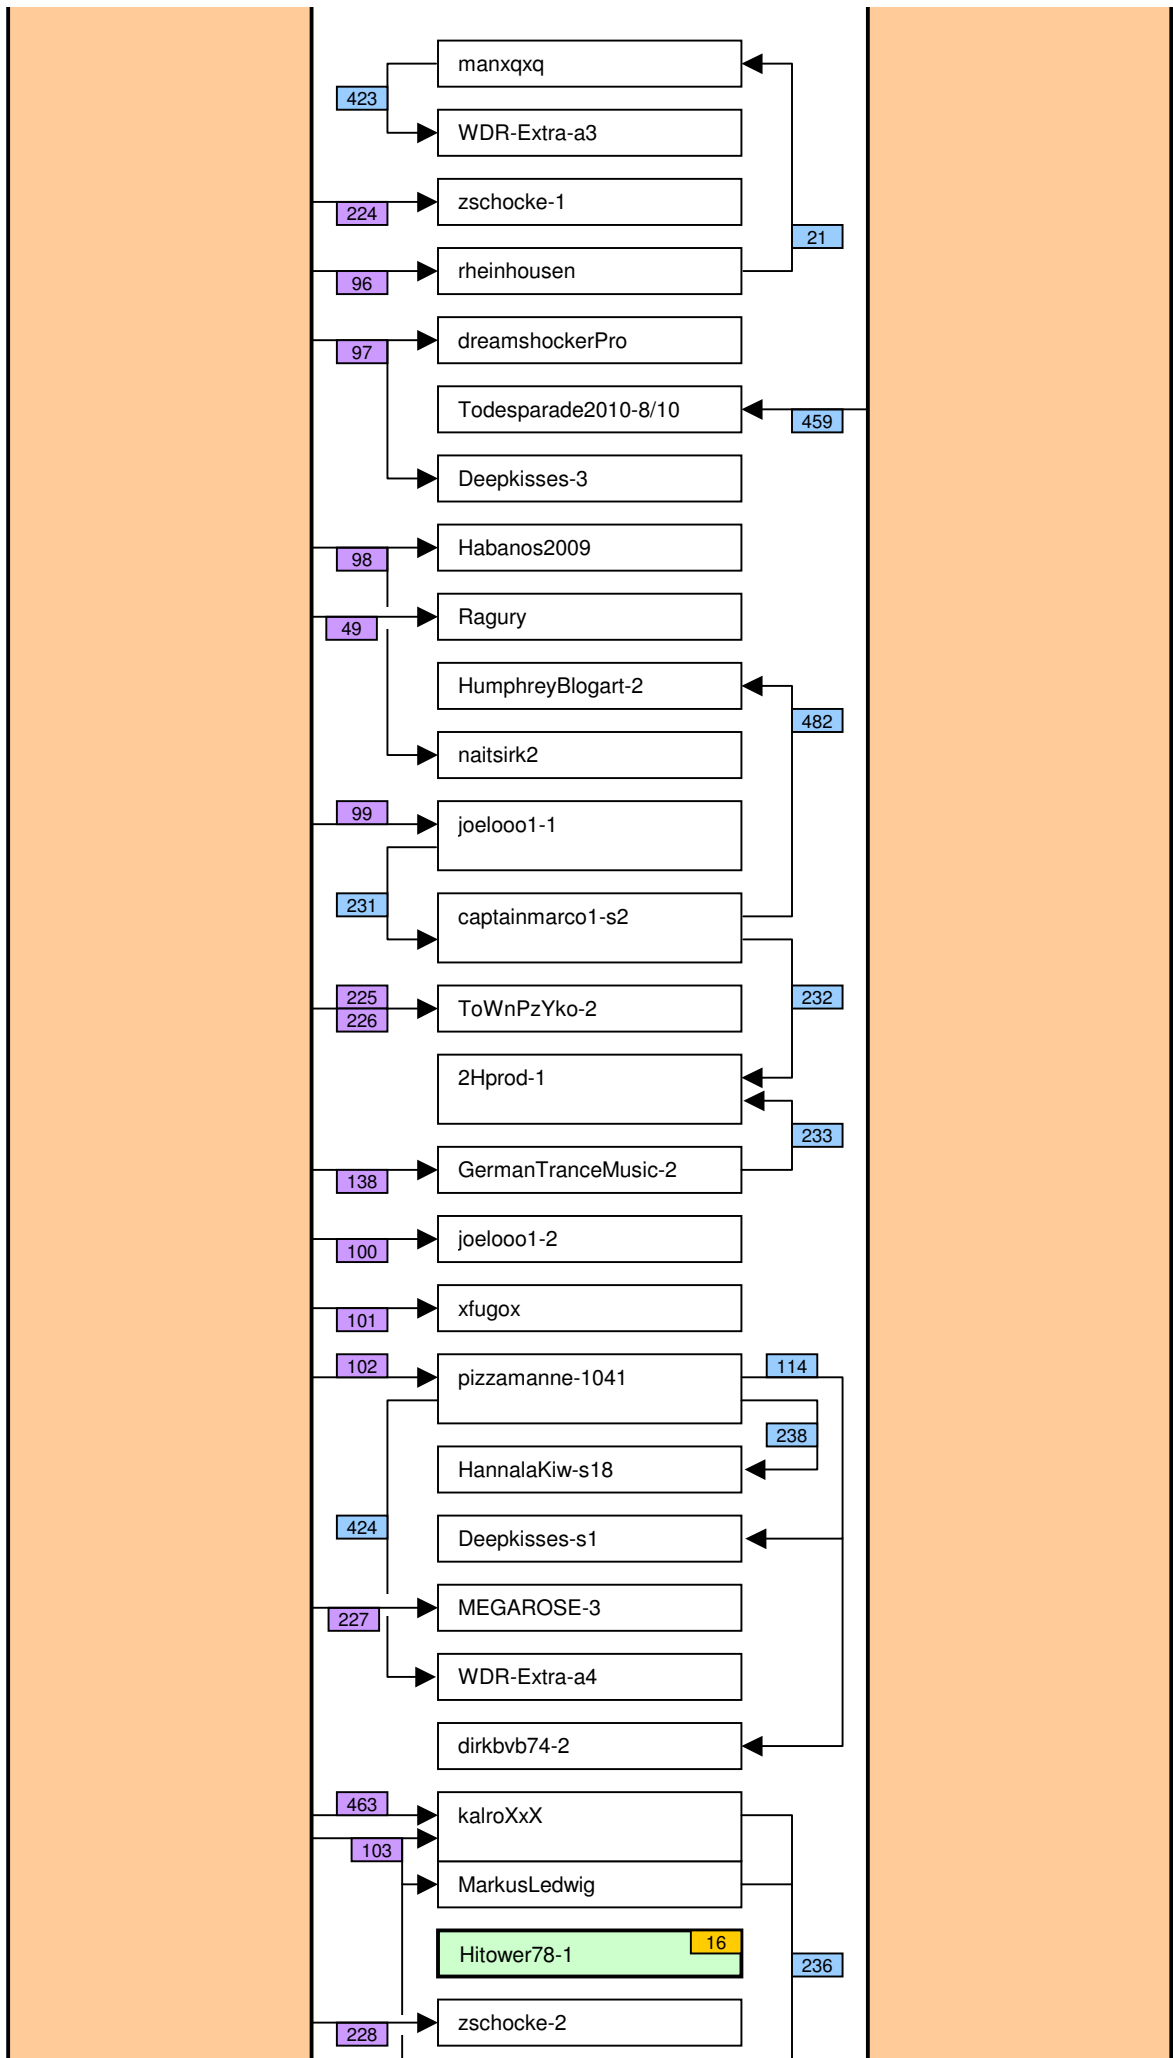 manxqxq
423
WDR-Extra-a3
zschocke-1
224
21
rheinhousen
96
dreamshockerPro
97
Todesparade2010-8/10
459
Deepkisses-3
Habanos2009
98
Ragury
49
HumphreyBlogart-2
482
naitsirk2
99
joelooo1-1
231
captainmarco1-s2
225
232
ToWnPzYko-2
226
2Hprod-1
233
GermanTranceMusic-2
138
joelooo1-2
100
xfugox
101
102
114
pizzamanne-1041
238
HannalaKiw-s18
424
Deepkisses-s1
MEGAROSE-3
227
WDR-Extra-a4
dirkbvb74-2
463
kalroXxX
103
MarkusLedwig
16
Hitower78-1
236
zschocke-2
228